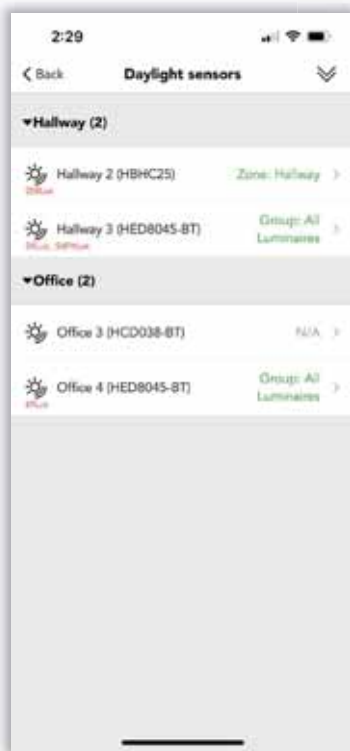 2:29
Back
Daylight sensors
▾Hallway (2)
Hallway 2 (HBHC25)
Zone: Hallway
Hallway 3 (HED8045-BT)
Group: All
Luminaires
▾Office (2)
Office 3 (HCD038-BT)
N/A
Office 4 (HED8045-BT)
Group: All
Luminaires